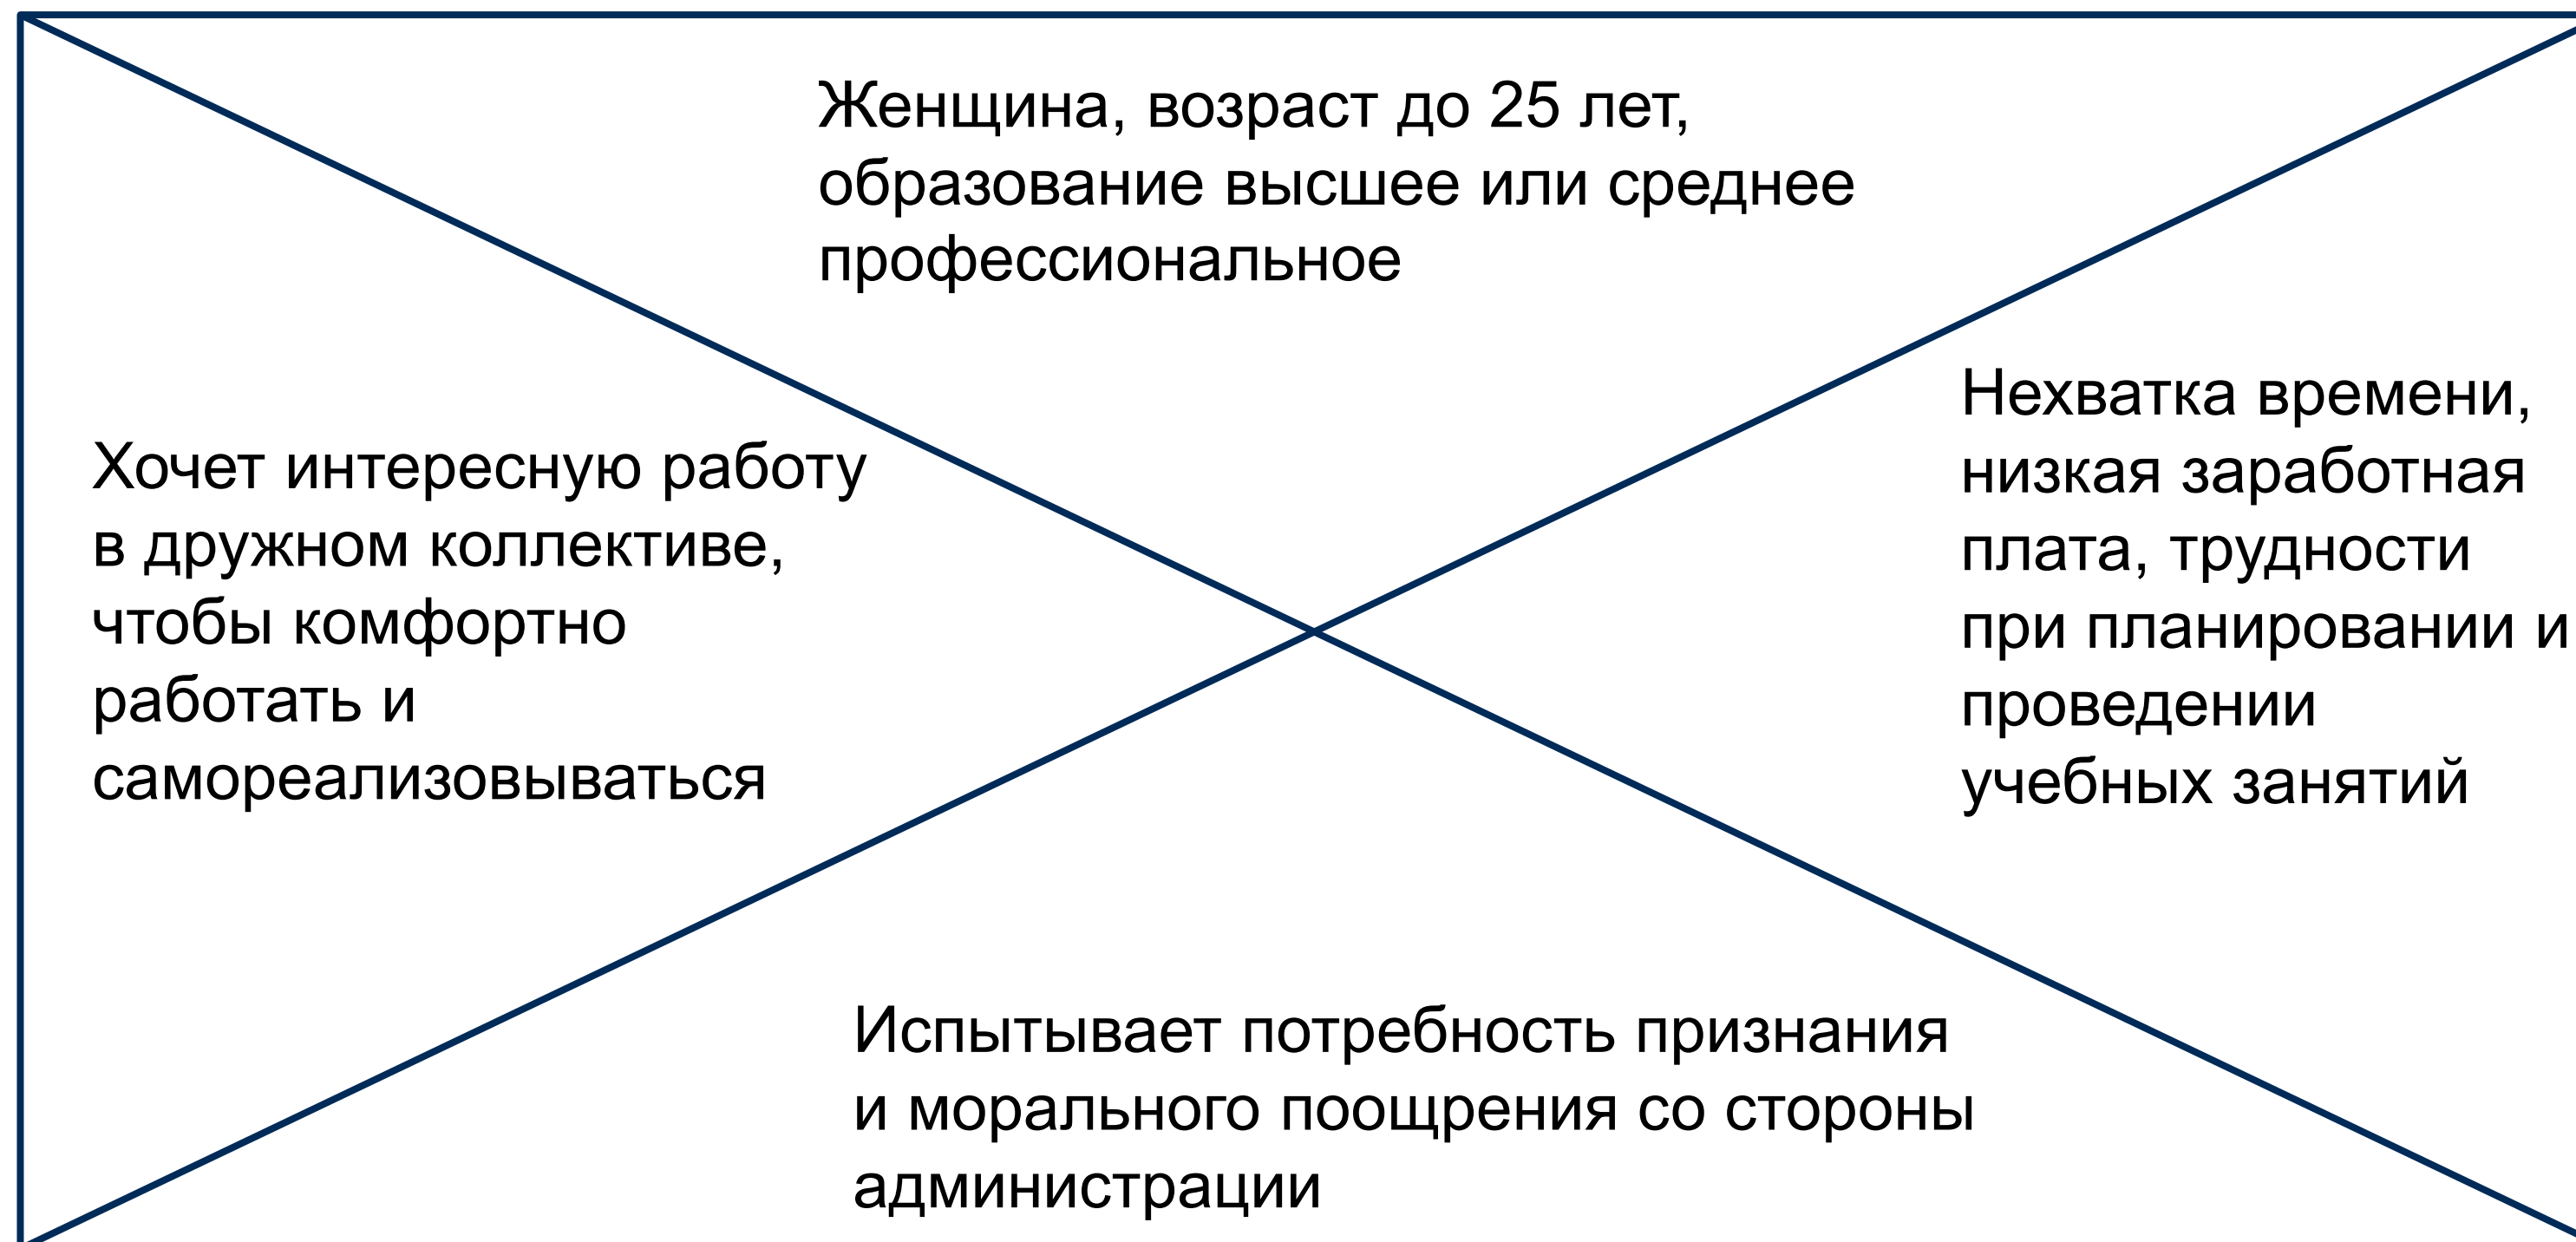 Женщина, возраст до 25 лет,
образование высшее или среднее
профессиональное
Хочет интересную работу
в дружном коллективе,
чтобы комфортно
работать и
самореализовываться
Нехватка времени,
низкая заработная
плата, трудности
при планировании и
проведении
учебных занятий
Испытывает потребность признания
и морального поощрения со стороны
администрации